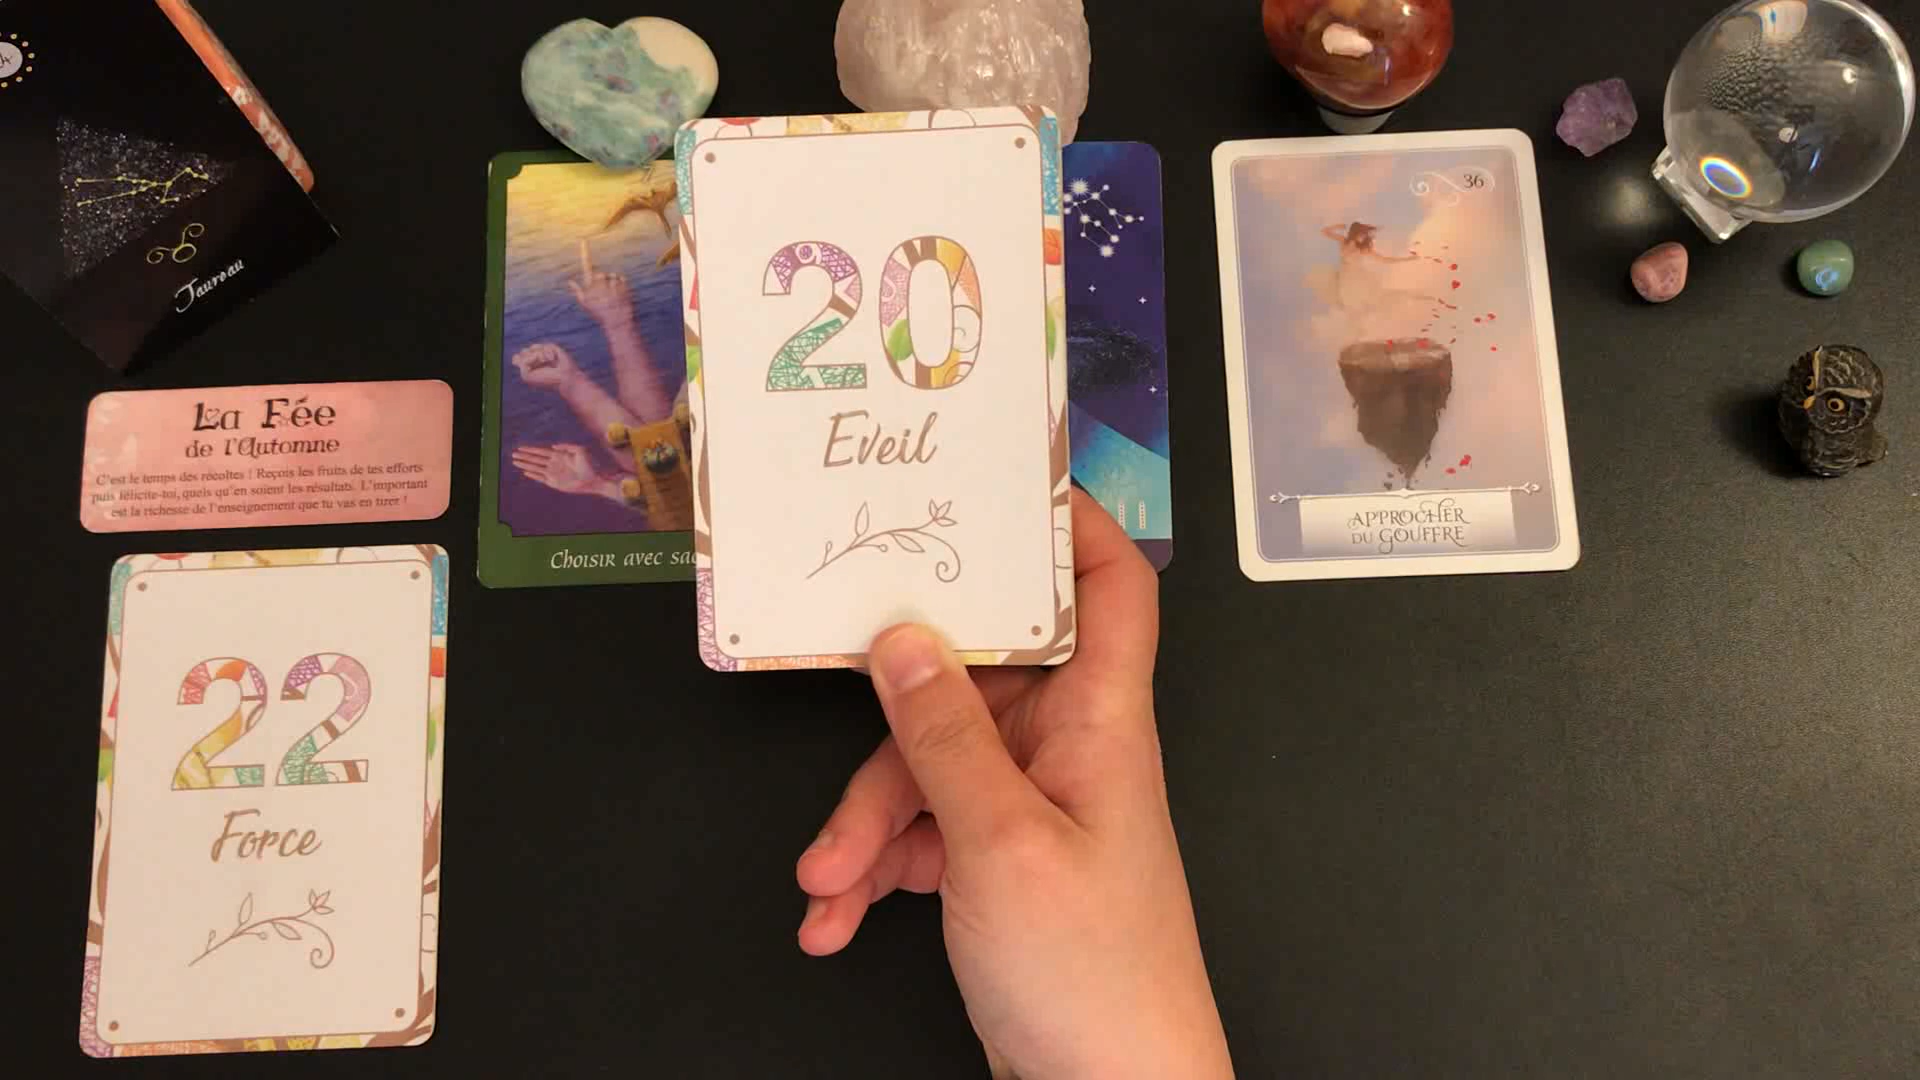 Taureau
La Fée
de l'Automne
C'est le temps des récoltes ! Reçois les fruits de tes efforts
puis félicite-toi, quels qu'en soient les résultats. L'important
est la richesse de l'enseignement que tu vas en tirer !
22
Force
Choisir avec
20
Eveil
36
APPROCHER
DU GOUFFRE